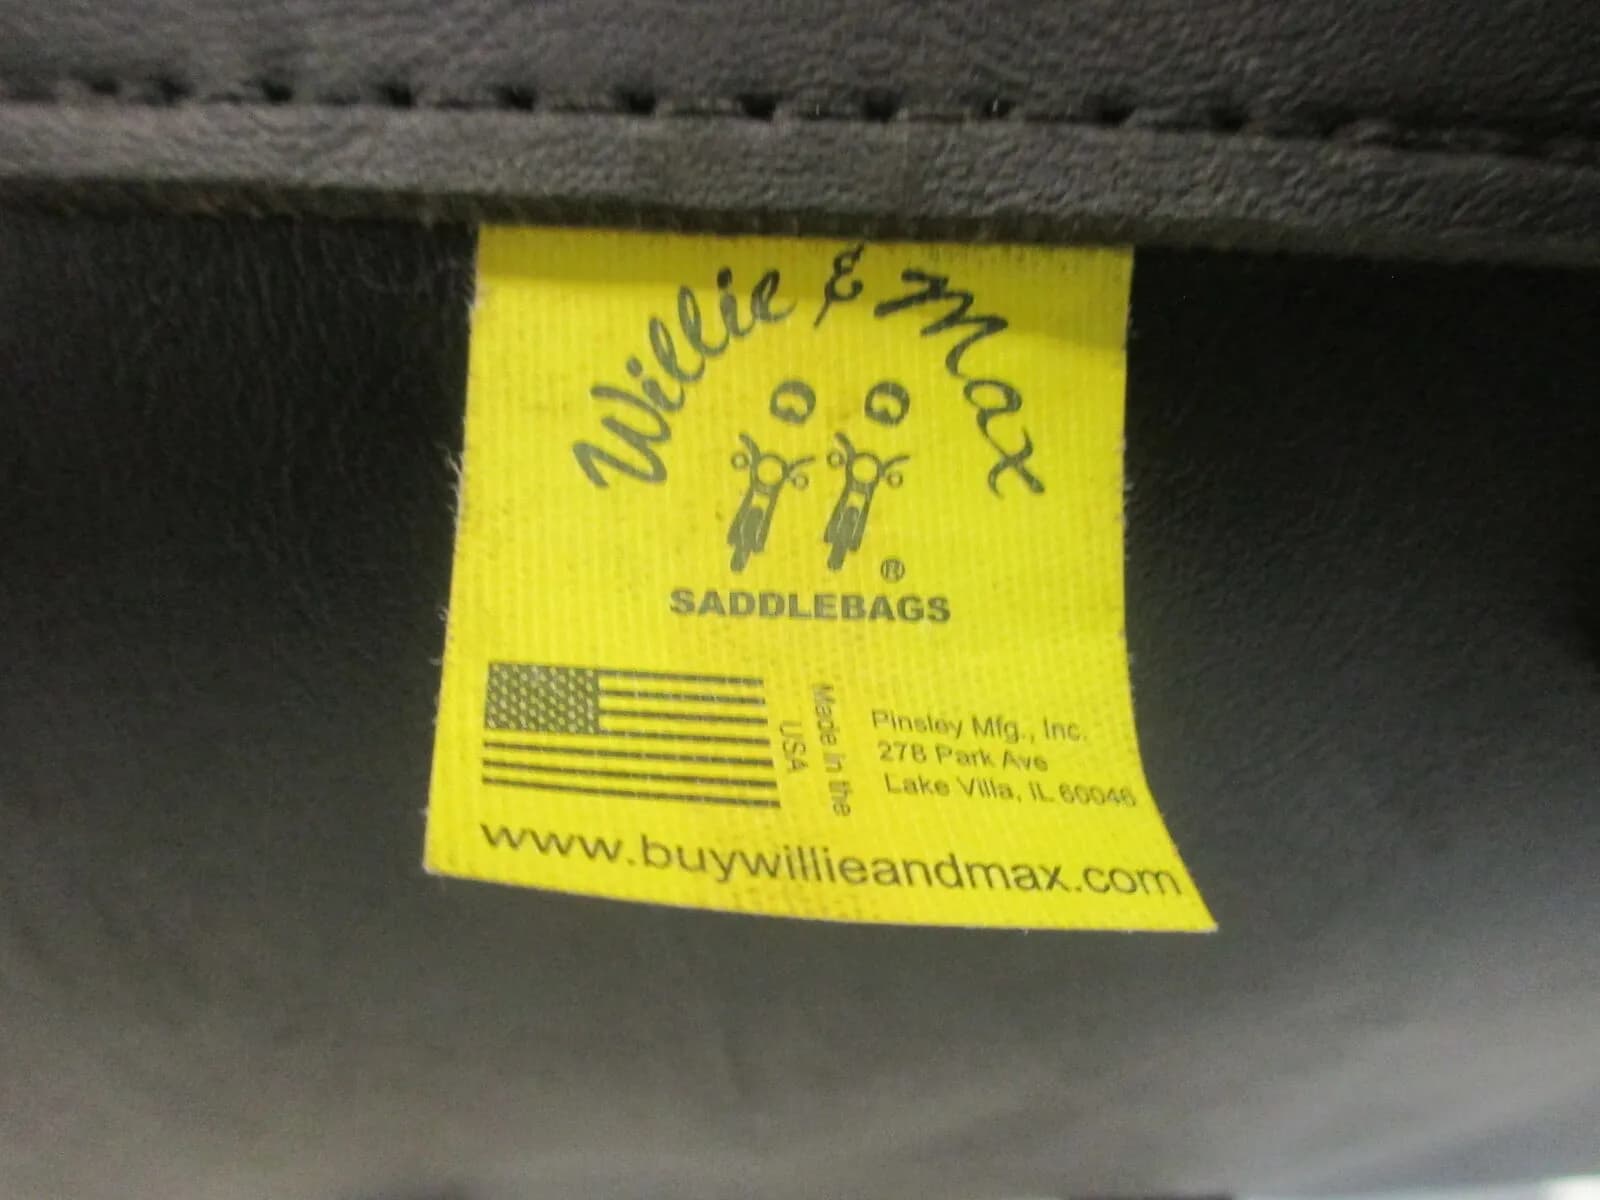 Willie & Max
®
SADDLEBAGS
Made in the
USA
Pinsley Mfg., Inc.
278 Park Ave
Lake Villa, IL 60046
www.buywillieandmax.com